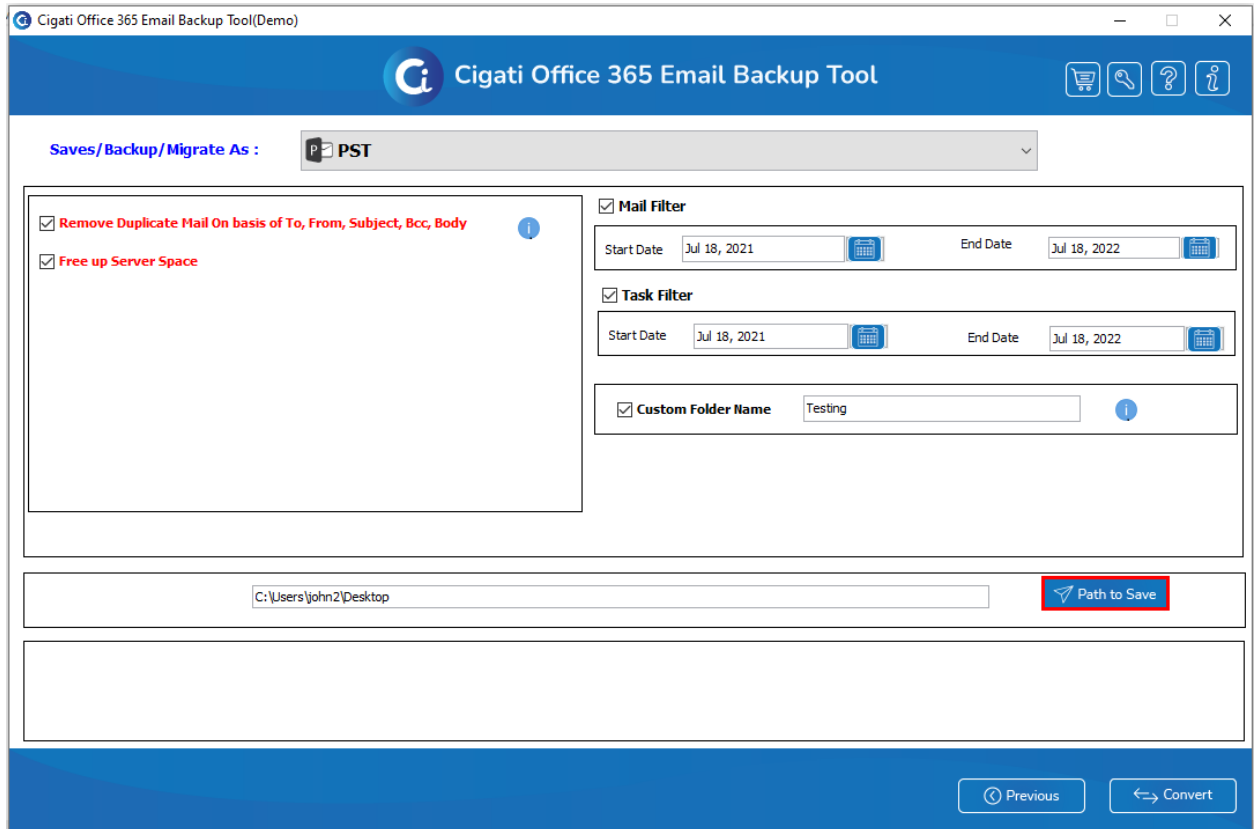 Cigati Office 365 Email Backup Tool(Demo)
Cigati Office 365 Email Backup Tool
Saves/Backup/Migrate As :
PST
Remove Duplicate Mail On basis of To, From, Subject, Bcc, Body
Free up Server Space
Mail Filter
Start Date
Jul 18, 2021
End Date
Jul 18, 2022
Task Filter
Start Date
Jul 18, 2021
End Date
Jul 18, 2022
Custom Folder Name
Testing
C:\Users\john2\Desktop
Path to Save
Previous
Convert